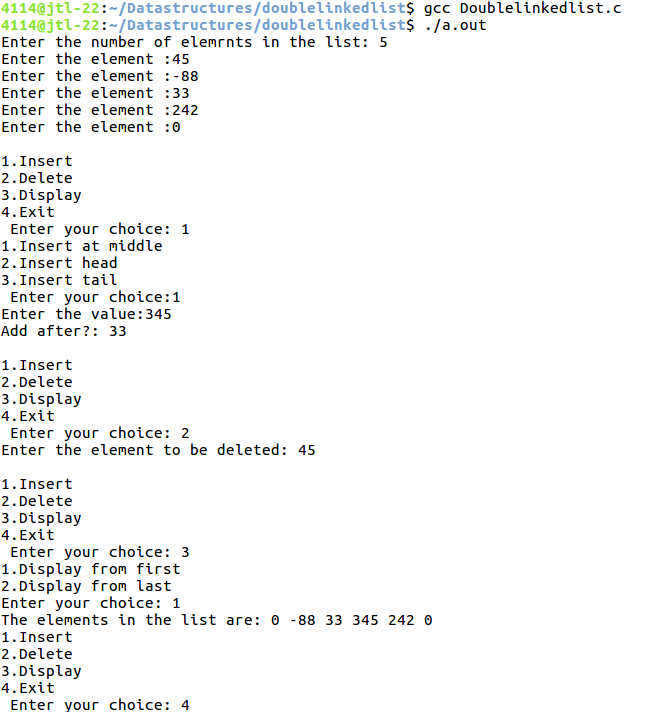 4114@jtl-22:~/Datastructures/doublelinkedlist$ gcc Doublelinkedlist.c
4114@jtl-22:~/Datastructures/doublelinkedlist$ ./a.out
Enter the number of elemrnts in the list: 5
Enter the element :45
Enter the element :-88
Enter the element :33
Enter the element :242
Enter the element :0
1.Insert
2.Delete
3.Display
4.Exit
Enter your choice: 1
1.Insert at middle
2.Insert head
3.Insert tail
Enter your choice:1
Enter the value:345
Add after?: 33
1.Insert
2.Delete
3.Display
4.Exit
Enter your choice: 2
Enter the element to be deleted: 45
1.Insert
2.Delete
3.Display
4.Exit
Enter your choice: 3
1.Display from first
2.Display from last
Enter your choice: 1
The elements in the list are: 0 -88 33 345 242 0
1.Insert
2.Delete
3.Display
4.Exit
Enter your choice: 4